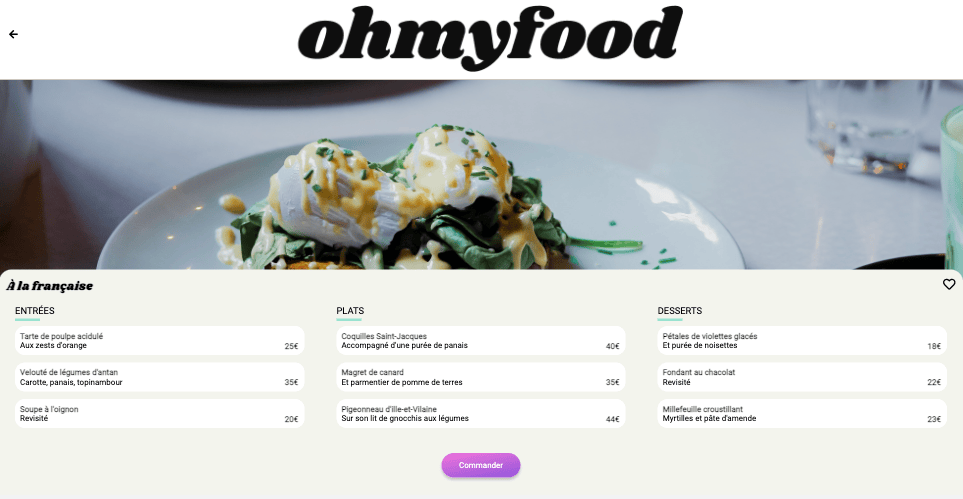 ohmyfood
À la française
ENTRÉES
Tarte de poulpe acidulé
Aux zests d'orange
25€
Velouté de légumes d'antan
Carotte, panais, topinambour
35€
Soupe à l'oignon
Revisité
20€
PLATS
Coquilles Saint-Jacques
Accompagné d'une purée de panais
40€
Magret de canard
Et parmentier de pomme de terres
35€
Pigeonneau d'Ille-et-Vilaine
Sur son lit de gnocchis aux légumes
44€
DESSERTS
Pétales de violettes glacés
Et purée de noisettes
18€
Fondant au chacolat
Revisité
22€
Millefeuille croustillant
Myrtilles et pâte d'amende
23€
Commander